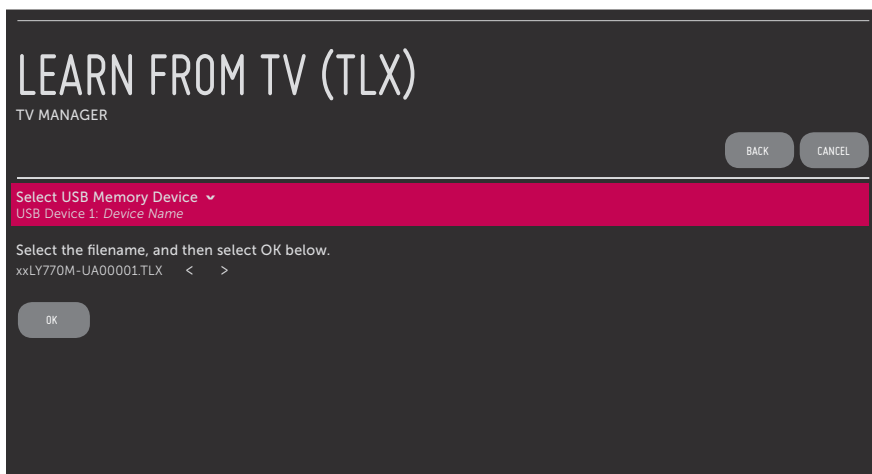 LEARN FROM TV (TLX)
TV MANAGER
BACK CANCEL
Select USB Memory Device
USB Device 1: Device Name
Select the filename, and then select OK below.
xxLY770M-UA00001.TLX < >
OK